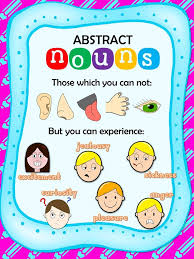 ABSTRACT
nouns
Those which you can not:
But you can experience:
jealousy
excitement
sickness
curiosity
anger
pleasure